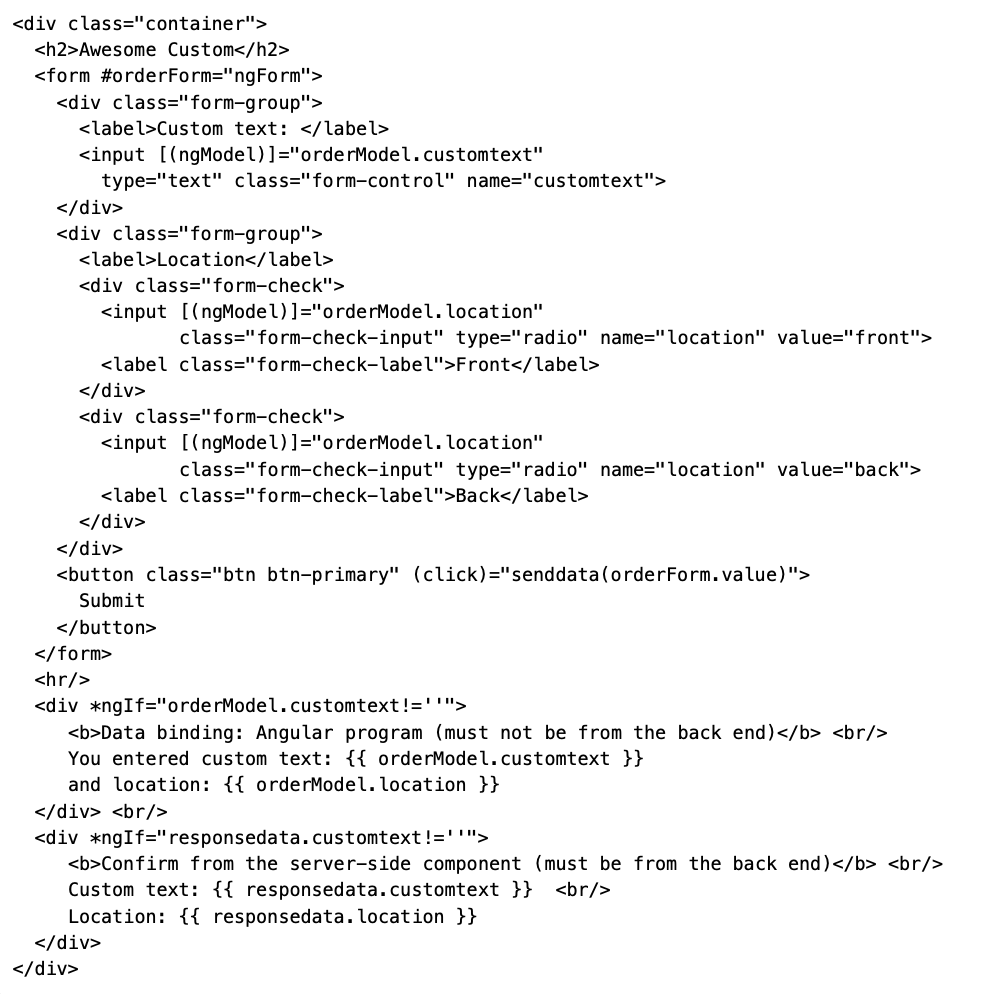 <div class="container">
  <h2>Awesome Custom</h2>
  <form #orderForm="ngForm">
    <div class="form-group">
      <label>Custom text: </label>
      <input [(ngModel)]="orderModel.customtext"
        type="text" class="form-control" name="customtext">
    </div>
    <div class="form-group">
      <label>Location</label>
      <div class="form-check">
        <input [(ngModel)]="orderModel.location"
               class="form-check-input" type="radio" name="location" value="front">
        <label class="form-check-label">Front</label>
      </div>
      <div class="form-check">
        <input [(ngModel)]="orderModel.location"
               class="form-check-input" type="radio" name="location" value="back">
        <label class="form-check-label">Back</label>
      </div>
    </div>
    <button class="btn btn-primary" (click)="senddata(orderForm.value)">
      Submit
    </button>
  </form>
  <hr/>
  <div *ngIf="orderModel.customtext!=''">
     <b>Data binding: Angular program (must not be from the back end)</b> <br/>
     You entered custom text: {{ orderModel.customtext }}
     and location: {{ orderModel.location }}
  </div> <br/>
  <div *ngIf="responsedata.customtext!=''">
     <b>Confirm from the server-side component (must be from the back end)</b> <br/>
     Custom text: {{ responsedata.customtext }}  <br/>
     Location: {{ responsedata.location }}
  </div>
</div>